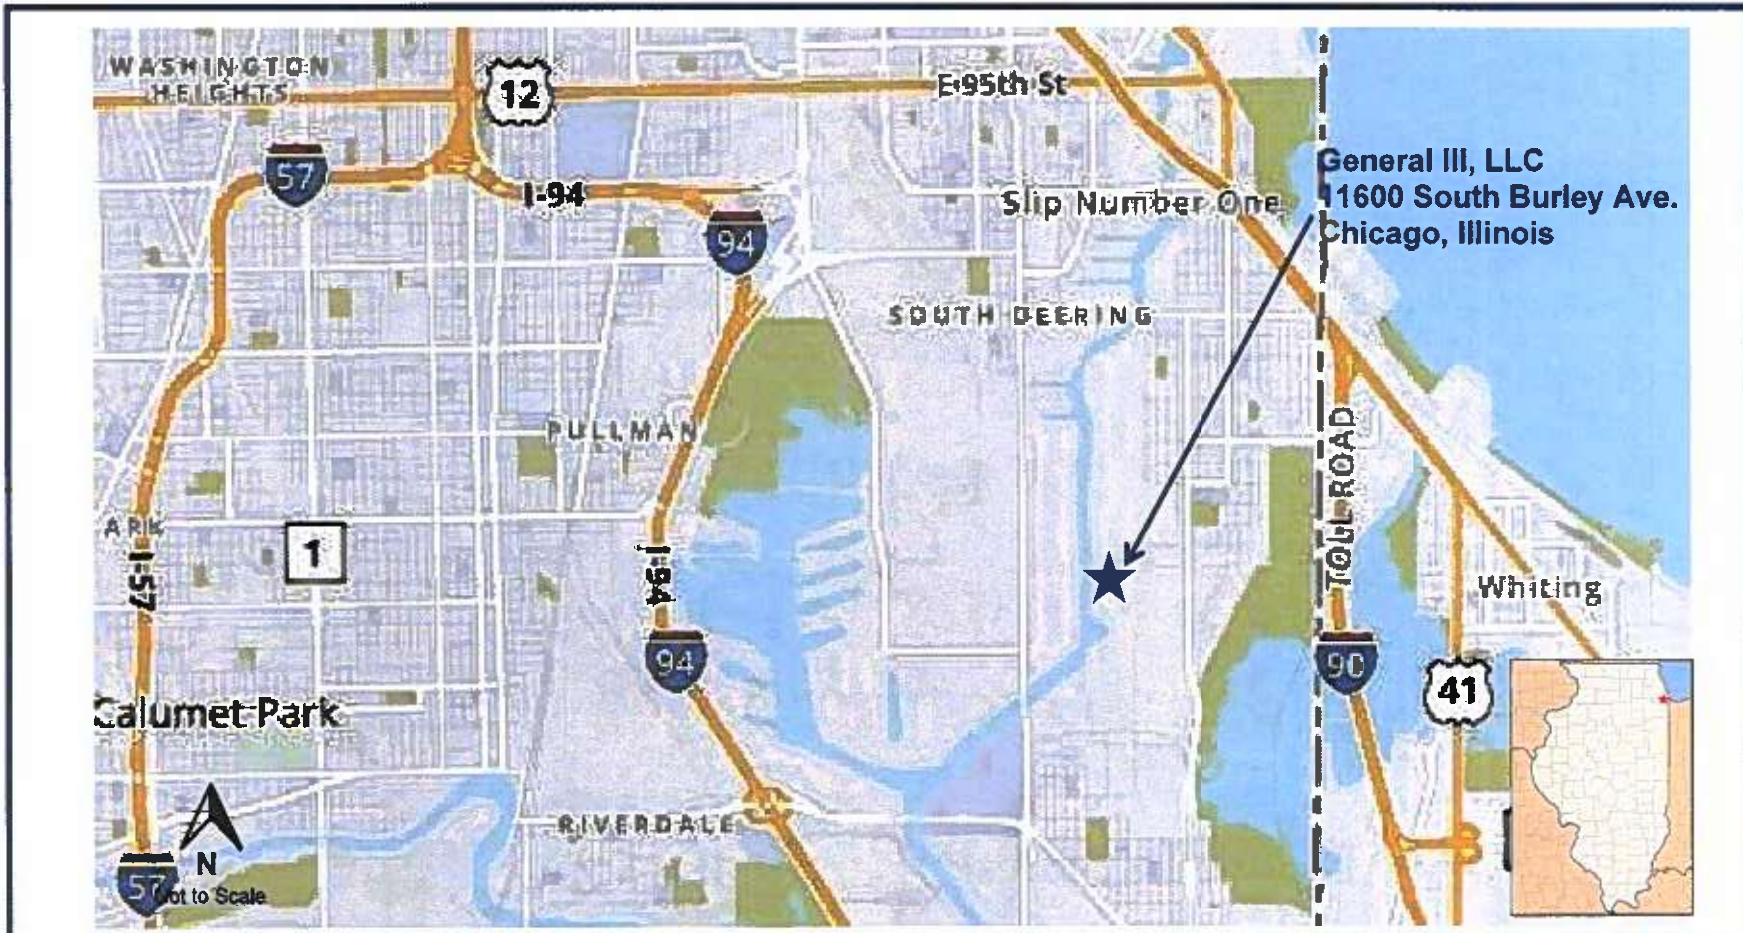 WASHINGTON
HEIGHTS
12
E 95th St
57
I-94
94
General III, LLC
11600 South Burley Ave.
Chicago, Illinois
Slip Number One
SOUTH DEERING
PULLMAN
TOLL ROAD
ARK
1
I-57
I-94
Whiting
94
90
41
Calumet Park
RIVERDALE
N
57
Not to Scale